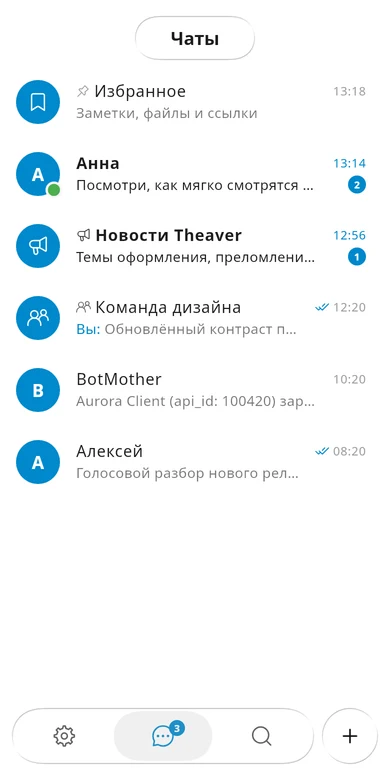 Чаты
Избранное 13:18
Заметки, файлы и ссылки
А Анна 13:14
Посмотри, как мягко смотрятся ... 2
Новости Theaver 12:56
Темы оформления, преломлени... 1
Команда дизайна 12:20
Вы: Обновлённый контраст п...
B BotMother 10:20
Aurora Client (api_id: 100420) зар...
А Алексей 08:20
Голосовой разбор нового рел...
3